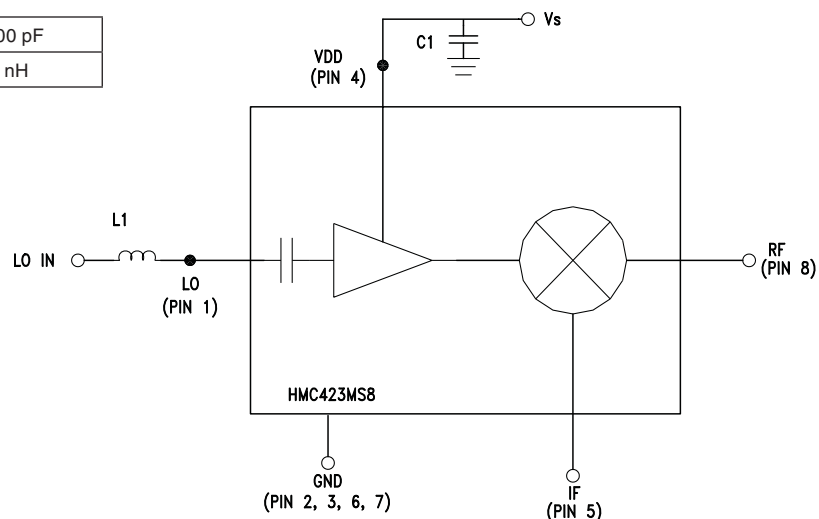 Vs
00 pF
C1
nH
VDD
(PIN 4)
L1
LO IN
RF
(PIN 8)
LO
(PIN 1)
HMC423MS8
GND
(PIN 2, 3, 6, 7)
IF
(PIN 5)